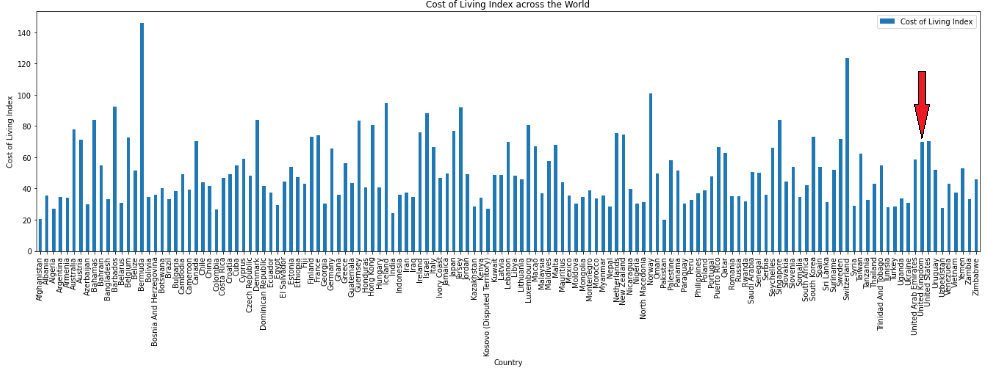 Cost of Living Index across the World
Cost of Living Index
Cost of Living Index
140
120
100
80
60
40
20
0
Afghanistan
Albania
Algeria
Argentina
Armenia
Australia
Austria
Azerbaijan
Bahamas
Bahrain
Bangladesh
Barbados
Belarus
Belgium
Belize
Bermuda
Bolivia
Bosnia And Herzegovina
Botswana
Brazil
Bulgaria
Cambodia
Cameroon
Canada
Chile
China
Colombia
Costa Rica
Croatia
Cuba
Cyprus
Czech Republic
Denmark
Dominican Republic
Ecuador
Egypt
El Salvador
Estonia
Ethiopia
Fiji
Finland
France
Georgia
Germany
Ghana
Greece
Guatemala
Guernsey
Honduras
Hong Kong
Hungary
Iceland
India
Indonesia
Iran
Iraq
Ireland
Israel
Italy
Ivory Coast
Jamaica
Japan
Jersey
Jordan
Kazakhstan
Kenya
Kosovo (Disputed Territory)
Kuwait
Latvia
Lebanon
Libya
Lithuania
Luxembourg
Macao
Malaysia
Maldives
Malta
Mauritius
Mexico
Moldova
Mongolia
Montenegro
Morocco
Myanmar
Nepal
Netherlands
New Zealand
Nicaragua
Nigeria
North Macedonia
Norway
Oman
Pakistan
Palestine
Panama
Paraguay
Peru
Philippines
Poland
Portugal
Puerto Rico
Qatar
Romania
Russia
Rwanda
Saudi Arabia
Senegal
Serbia
Seychelles
Singapore
Slovakia
Slovenia
Somalia
South Africa
South Korea
Spain
Sri Lanka
Suriname
Sweden
Switzerland
Syria
Taiwan
Tanzania
Thailand
Trinidad And Tobago
Tunisia
Turkey
Uganda
Ukraine
United Arab Emirates
United Kingdom
United States
Uruguay
Uzbekistan
Venezuela
Vietnam
Yemen
Zambia
Zimbabwe
Country